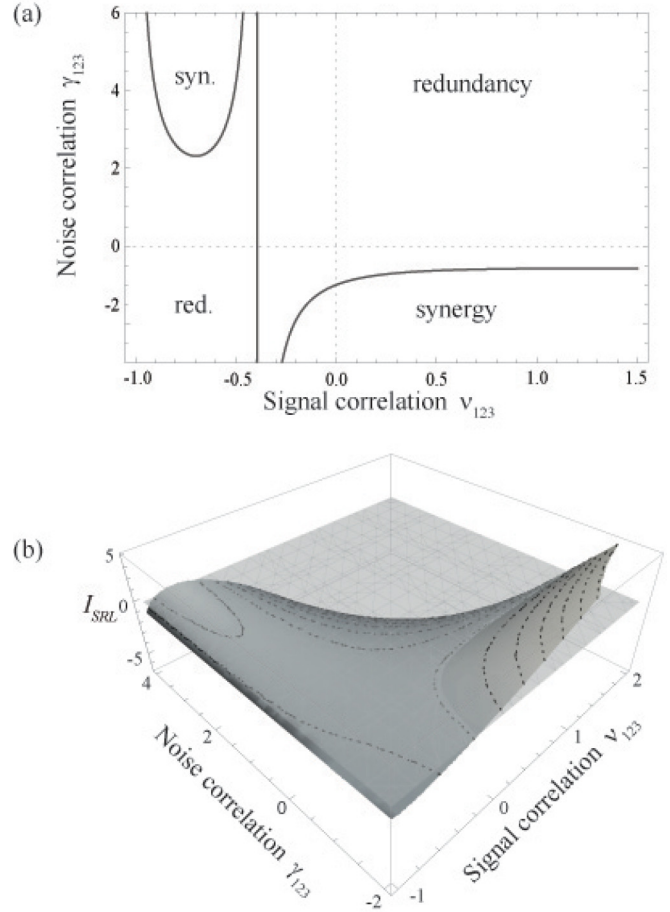 (a)
Noise correlation γ123
6
4
2
0
-2
syn.
redundancy
red.
synergy
-1.0 -0.5 0.0 0.5 1.0 1.5
Signal correlation ν123
(b)
5
ISRL 0
-5
4
2
0
-2
Noise correlation γ123
2
1
0
-1
Signal correlation ν123